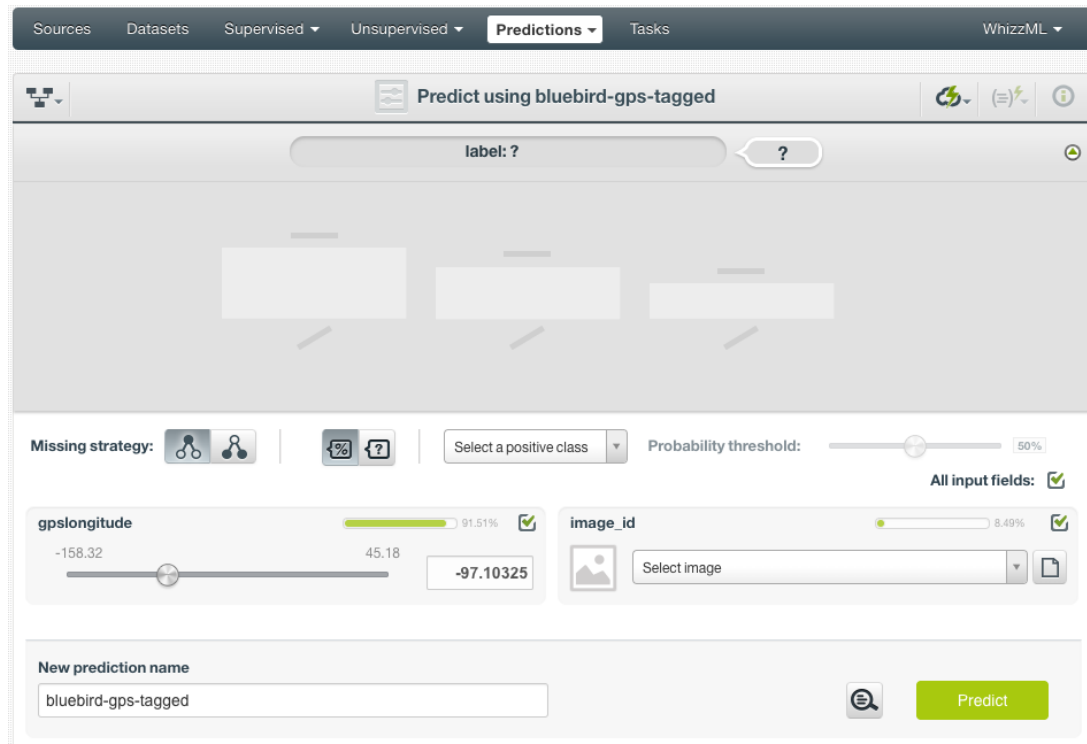 Sources Datasets Supervised Unsupervised Predictions Tasks WhizzML
Predict using bluebird-gps-tagged
label: ? ?
Missing strategy: % ? Select a positive class Probability threshold: 50%
All input fields:
gpslongitude 91.51% image_id 8.49%
-158.32 45.18
-97.10325 Select image
New prediction name
bluebird-gps-tagged Predict